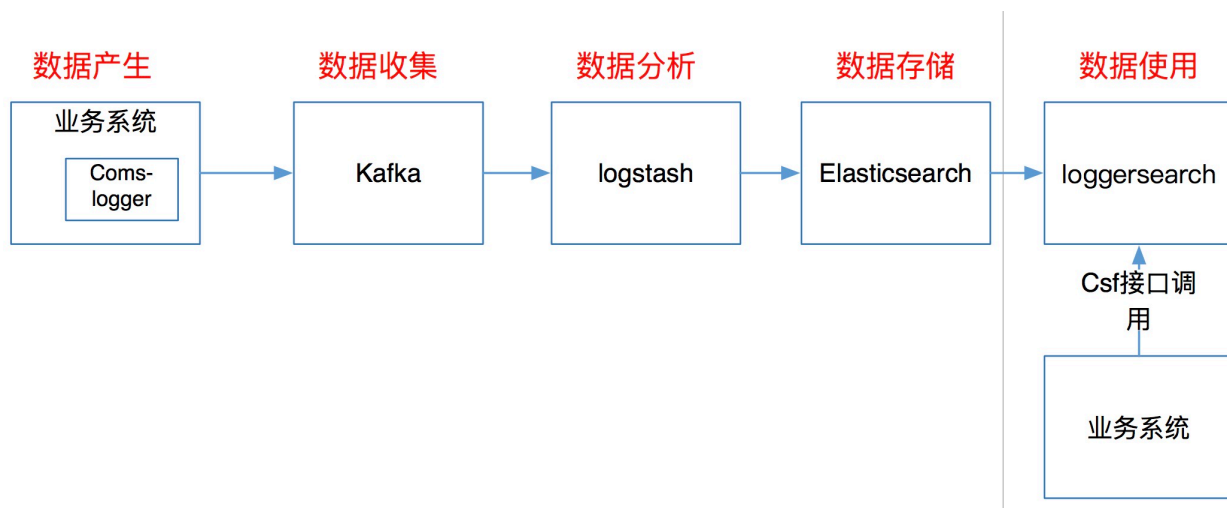 数据产生
数据收集
数据分析
数据存储
数据使用
业务系统
Coms-
logger
Kafka
logstash
Elasticsearch
loggersearch
Csf接口调
用
业务系统